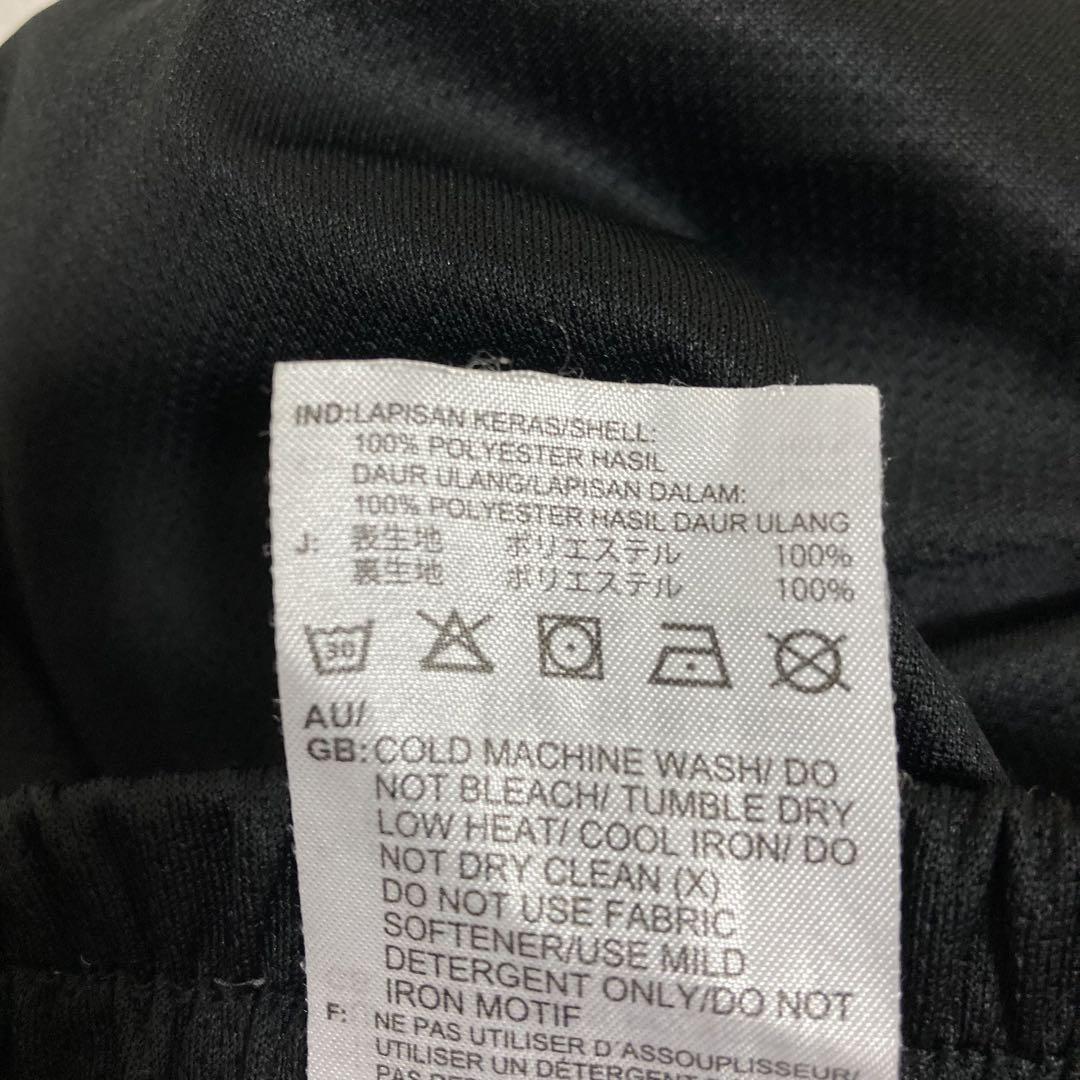 IND:LAPISAN KERAS/SHELL:
100% POLYESTER HASIL
DAUR ULANG/LAPISAN DALAM:
100% POLYESTER HASIL DAUR ULANG
J: 表生地 ポリエステル 100%
裏生地 ポリエステル 100%
30 A
AU/
GB: COLD MACHINE WASH/ DO
NOT BLEACH/ TUMBLE DRY
LOW HEAT/ COOL IRON/ DO
NOT DRY CLEAN (X)
DO NOT USE FABRIC
SOFTENER/USE MILD
DETERGENT ONLY/DO NOT
IRON MOTIF
F: NE PAS UTILISER D´ASSOUPLISSEUR/
UTILISER UN DÉTERGENT